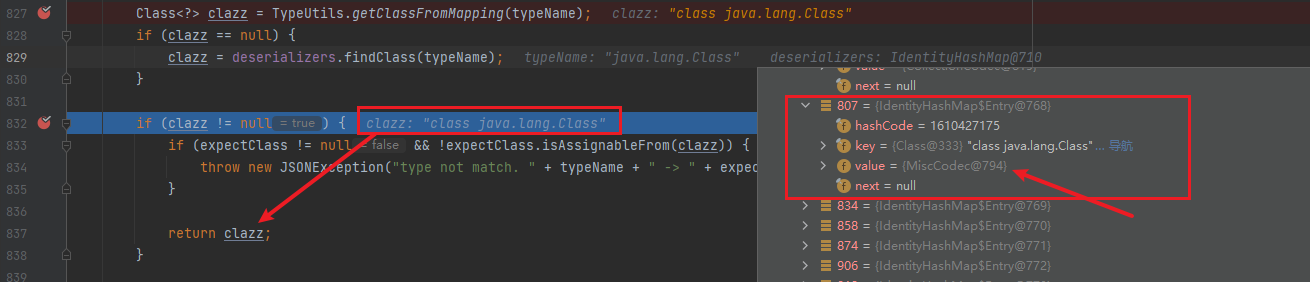 827 Class<?> clazz = TypeUtils.getClassFromMapping(typeName); clazz: "class java.lang.Class"
828 if (clazz == null) {
829 clazz = deserializers.findClass(typeName); typeName: "java.lang.Class" deserializers: IdentityHashMap@710
830 }
831
832 if (clazz != null = true ) { clazz: "class java.lang.Class"
833 if (expectClass != null = false && !expectClass.isAssignableFrom(clazz)) {
834 throw new JSONException("type not match. " + typeName + " -> " + expec
835 }
836
837 return clazz;
838 }
839
next = null
807 = {IdentityHashMap$Entry@768}
hashCode = 1610427175
key = {Class@333} "class java.lang.Class"... 导航
value = {MiscCodec@794}
next = null
834 = {IdentityHashMap$Entry@769}
858 = {IdentityHashMap$Entry@770}
874 = {IdentityHashMap$Entry@771}
906 = {IdentityHashMap$Entry@772}